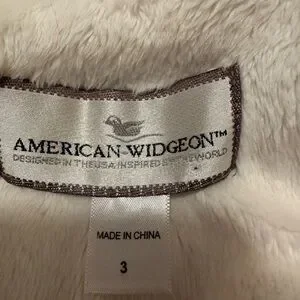 AMERICAN WIDGEON™
DESIGNED IN THE USA, INSPIRED BY THE WORLD
MADE IN CHINA
3